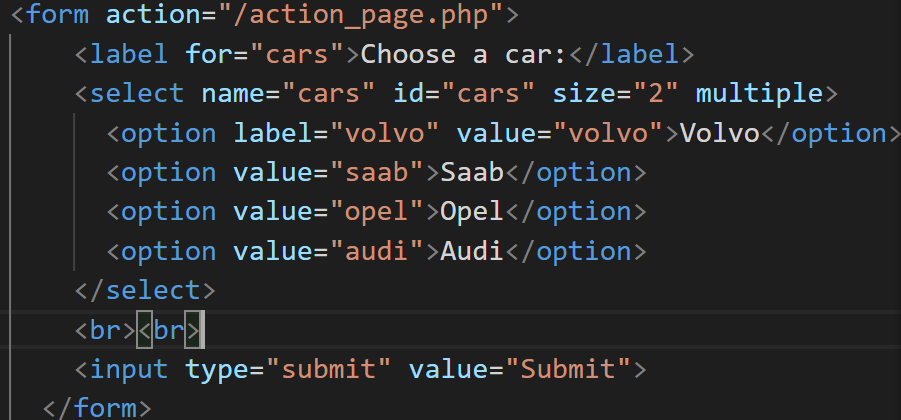 <form action="/action_page.php">
<label for="cars">Choose a car:</label>
<select name="cars" id="cars" size="2" multiple>
<option label="volvo" value="volvo">Volvo</option>
<option value="saab">Saab</option>
<option value="opel">Opel</option>
<option value="audi">Audi</option>
</select>
<br><br>
<input type="submit" value="Submit">
</form>